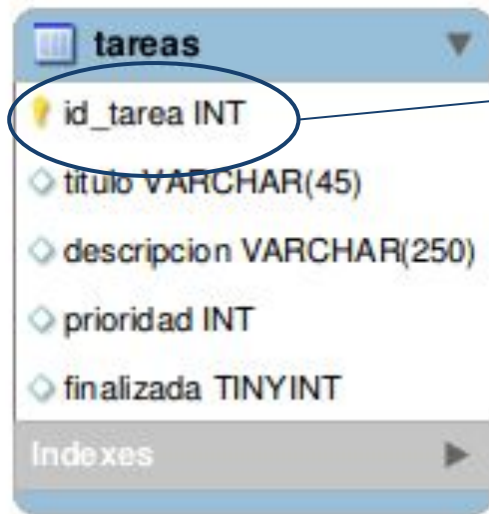 tareas
id_tarea INT
titulo VARCHAR(45)
descripcion VARCHAR(250)
prioridad INT
finalizada TINYINT
Indexes